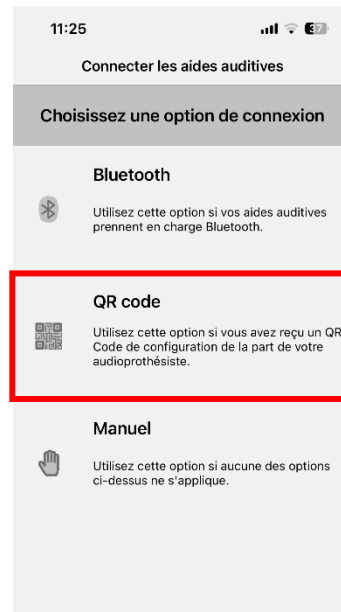 11:25
37
Connecter les aides auditives
Choisissez une option de connexion
Bluetooth
Utilisez cette option si vos aides auditives
prennent en charge Bluetooth.
QR code
Utilisez cette option si vous avez reçu un QR
Code de configuration de la part de votre
audioprothésiste.
Manuel
Utilisez cette option si aucune des options
ci-dessus ne s'applique.